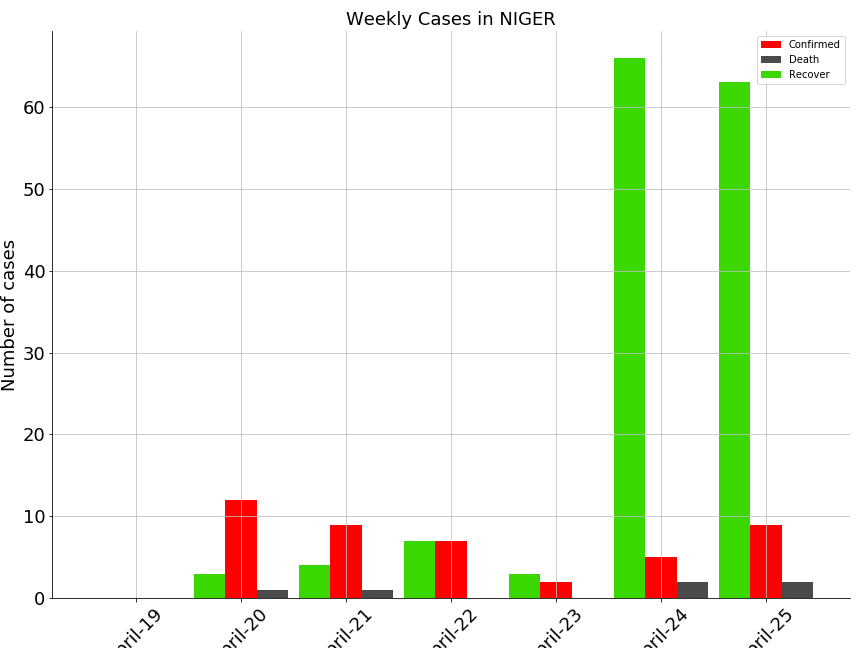 Weekly Cases in NIGER
Confirmed
Death
Recover
Number of cases
60
50
40
30
20
10
0
pril-19
pril-20
pril-21
pril-22
pril-23
pril-24
pril-25